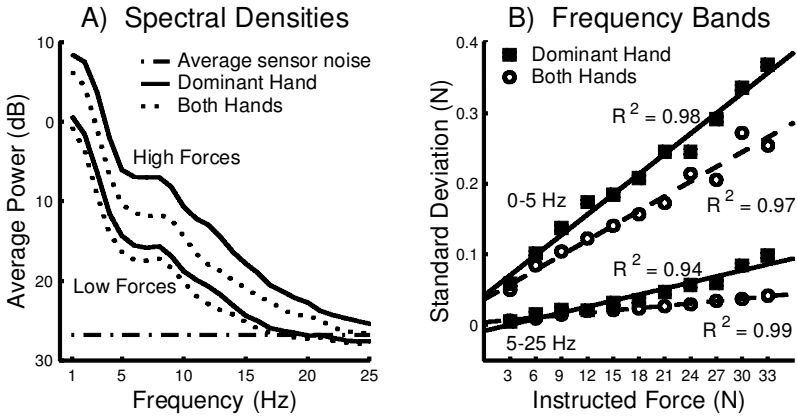 A) Spectral Densities
Average sensor noise
Dominant Hand
Both Hands
High Forces
Low Forces
10
0
10
20
30
Average Power (dB)
1
5
10
15
20
25
Frequency (Hz)
B) Frequency Bands
Dominant Hand
Both Hands
R² = 0.98
0-5 Hz
R² = 0.97
R² = 0.94
5-25 Hz
R² = 0.99
0.4
0.3
0.2
0.1
0
Standard Deviation (N)
3 6 9 12 15 18 21 24 27 30 33
Instructed Force (N)